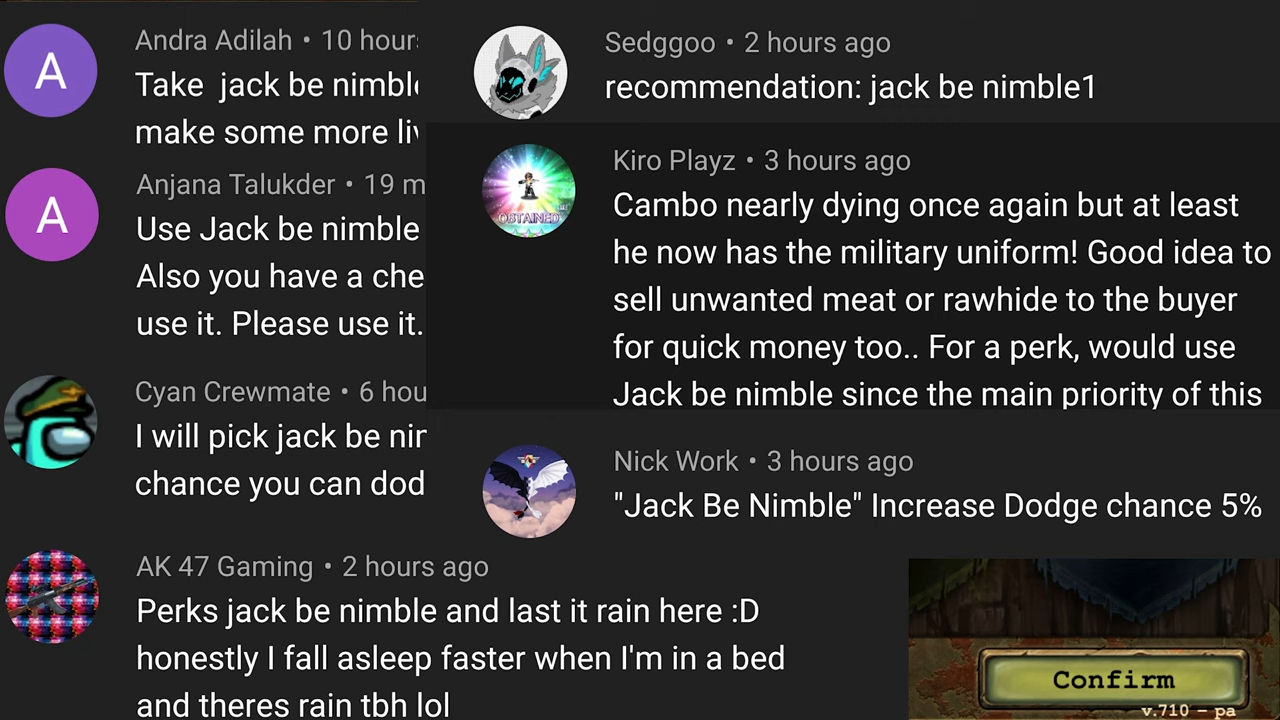 A
Andra Adilah • 10 hour
Take jack be nimbl
make some more
A
Anjana Talukder • 19 m
Use Jack be nimble
Also you have a che
use it. Please use it.
Cyan Crewmate • 6 hou
I will pick jack be
chance you can dod
AK 47 Gaming • 2 hours ago
Perks jack be nimble and last it rain here :D
honestly I fall asleep faster when I'm in a bed
and theres rain tbh lol
Sedggoo • 2 hours ago
recommendation: jack be nimble1
OBTAINED
Kiro Playz • 3 hours ago
Cambo nearly dying once again but at least
he now has the military uniform! Good idea to
sell unwanted meat or rawhide to the buyer
for quick money too.. For a perk, would use
Jack be nimble since the main priority of this
Nick Work • 3 hours ago
"Jack Be Nimble" Increase Dodge chance 5%
Confirm
v.710 - pa